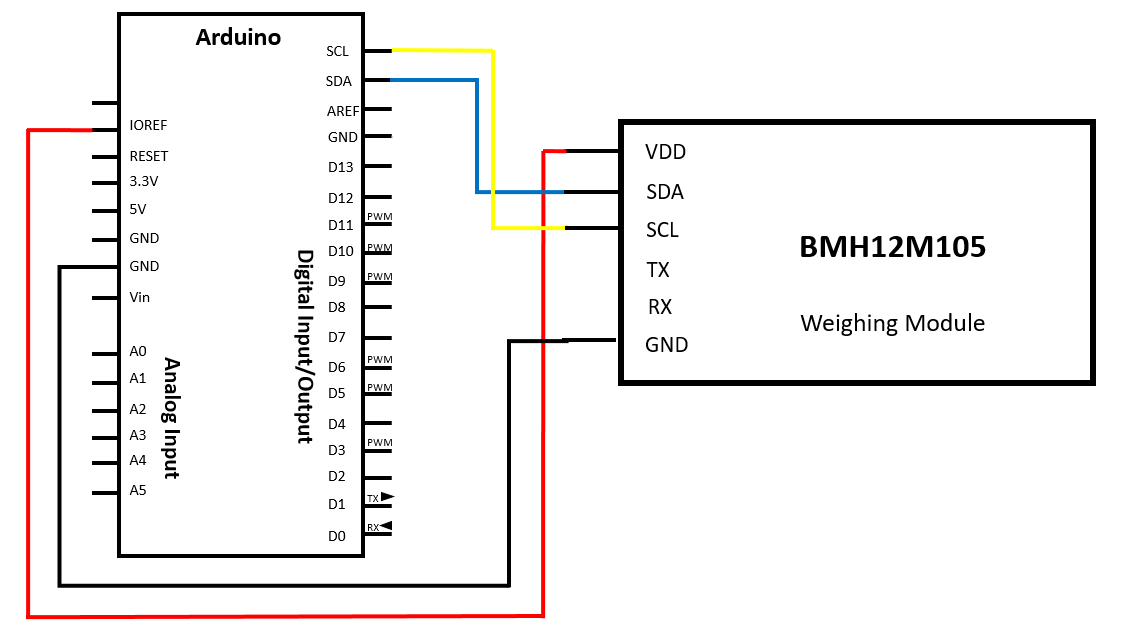 Arduino
SCL
SDA
AREF
GND
D13
D12
D11 PWM
D10 PWM
D9 PWM
D8
D7
D6 PWM
D5 PWM
D4
D3 PWM
D2
D1 TX
D0 RX
Digital Input/Output
IOREF
RESET
3.3V
5V
GND
GND
Vin
A0
A1
A2
A3
A4
A5
Analog Input
VDD
SDA
SCL
TX
RX
GND
BMH12M105
Weighing Module